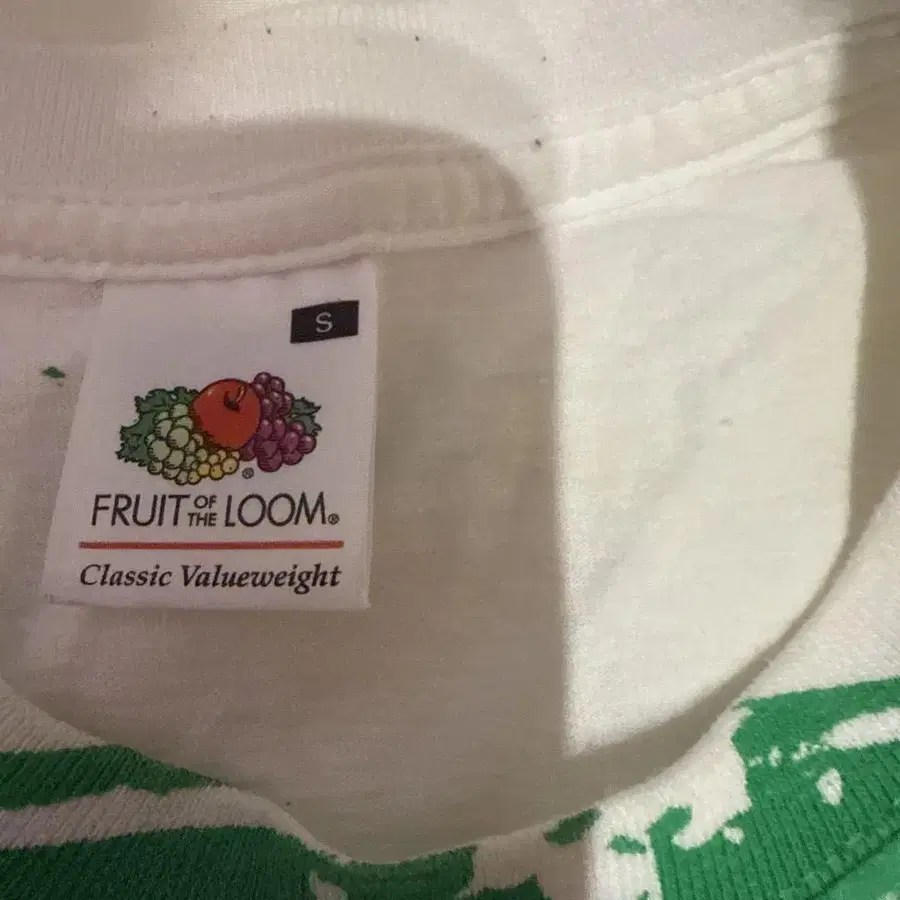 S
FRUIT OF THE LOOM®
Classic Valueweight